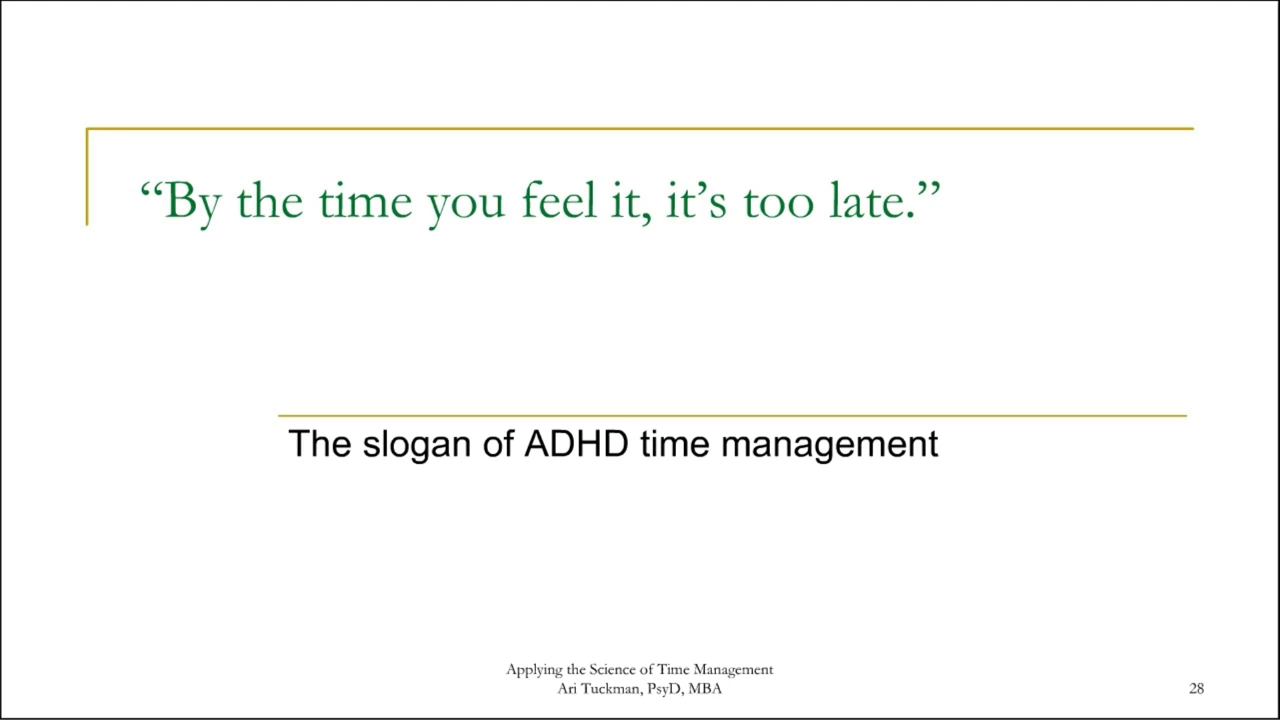 “By the time you feel it, it’s too late.”
The slogan of ADHD time management
Applying the Science of Time Management
Ari Tuckman, PsyD, MBA
28